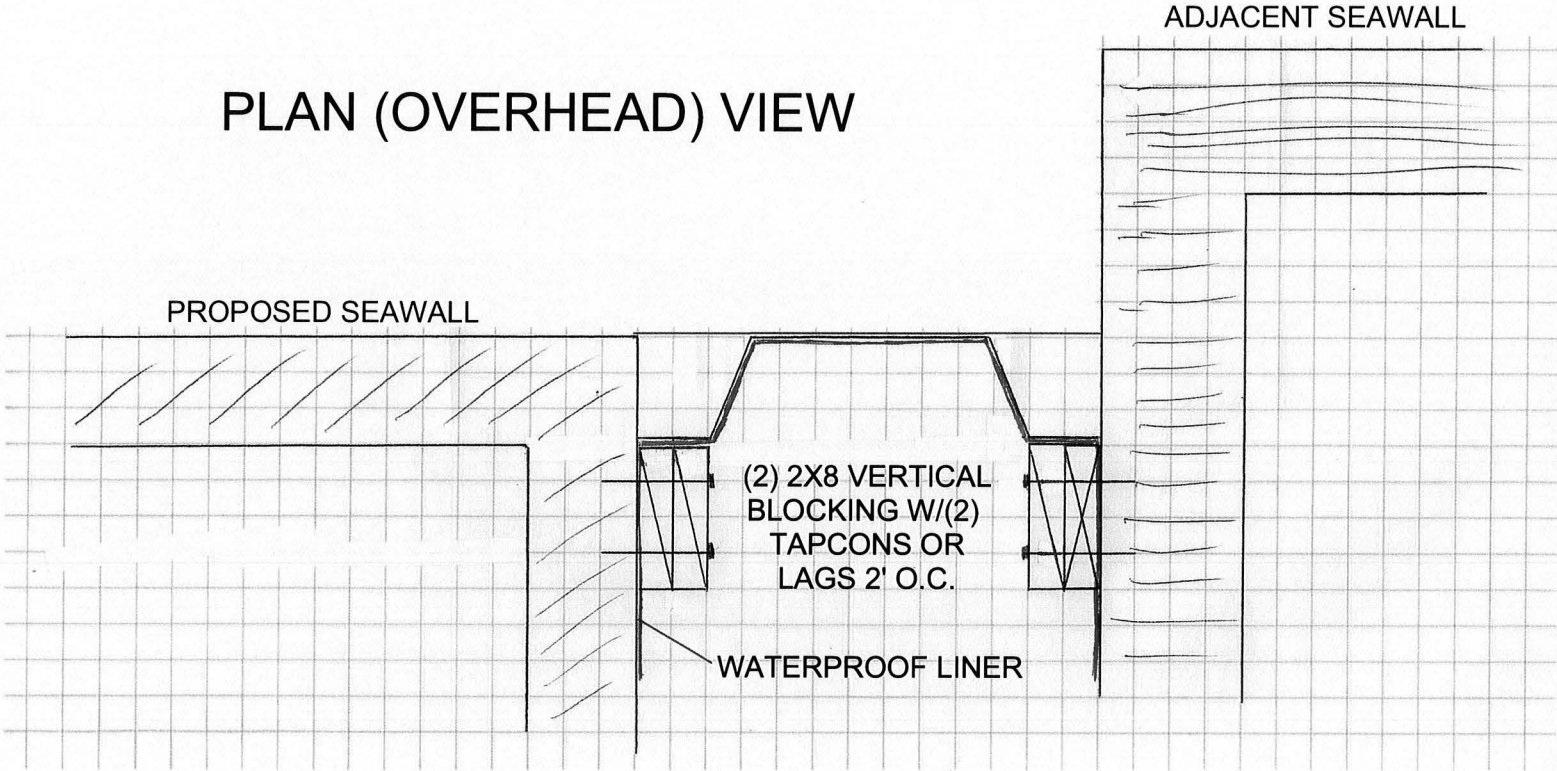 ADJACENT SEAWALL
PLAN (OVERHEAD) VIEW
PROPOSED SEAWALL
(2) 2X8 VERTICAL
BLOCKING W/(2)
TAPCONS OR
LAGS 2' O.C.
WATERPROOF LINER